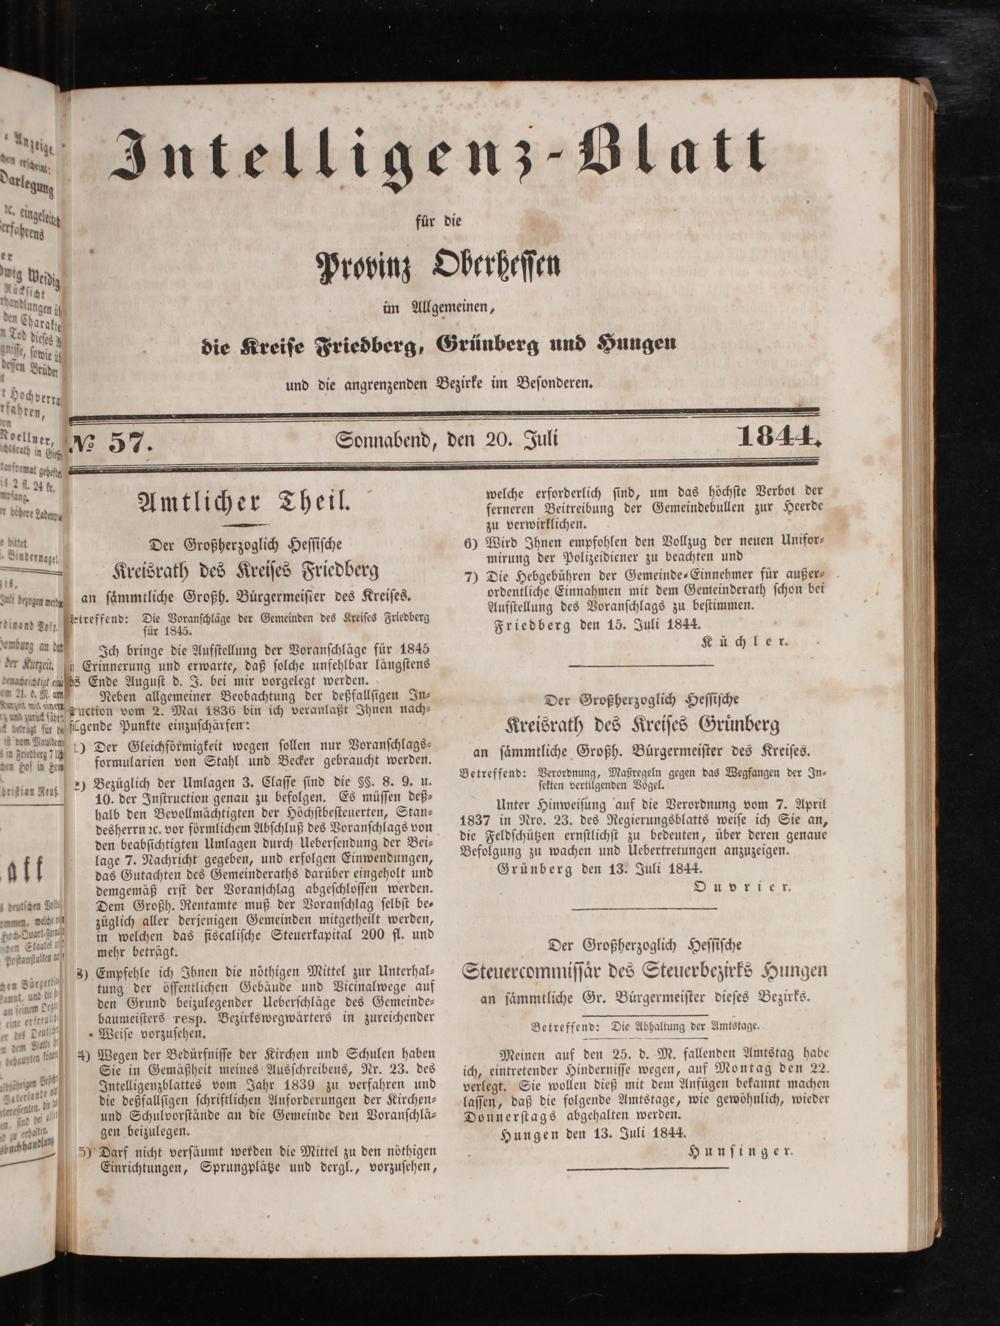 Intelligenz-Blatt
für die
Provinz Oberhessen
im Allgemeinen,
die Kreise Friedberg, Grünberg und Hungen
und die angrenzenden Bezirke im Besonderen.
№ 57. Sonnabend, den 20. Juli 1844.
Amtlicher Theil.
Der Großherzoglich Hessische
Kreisrath des Kreises Friedberg
an sämmtliche Großh. Bürgermeister des Kreises.
Betreffend: Die Voranschläge der Gemeinden des Kreises Friedberg
für 1845.
Ich bringe die Aufstellung der Voranschläge für 1845
in Erinnerung und erwarte, daß solche unfehlbar längstens
bis Ende August d. J. bei mir vorgelegt werden.
Neben allgemeiner Beobachtung der deßfallsigen In-
struction vom 2. Mai 1836 bin ich veranlaßt Ihnen nach-
folgende Punkte einzuschärfen:
1) Der Gleichförmigkeit wegen sollen nur Voranschlags-
formularien von Stahl und Becker gebraucht werden.
2) Bezüglich der Umlagen 3. Classe sind die §§. 8. 9. u.
10. der Instruction genau zu befolgen. Es müssen deß-
halb den Bevollmächtigten der Höchstbesteuerten, Stan-
desherrn ꝛc. vor förmlichem Abschluß des Voranschlags von
den beabsichtigten Umlagen durch Uebersendung der Bei-
lage 7. Nachricht gegeben, und erfolgen Einwendungen,
das Gutachten des Gemeinderaths darüber eingeholt und
demgemäß erst der Voranschlag abgeschlossen werden.
Dem Großh. Rentamte muß der Voranschlag selbst be-
züglich aller derjenigen Gemeinden mitgetheilt werden,
in welchen das fiscalische Steuerkapital 200 fl. und
mehr beträgt.
3) Empfehle ich Ihnen die nöthigen Mittel zur Unterhal-
tung der öffentlichen Gebäude und Vicinalwege auf
den Grund beizulegender Ueberschläge des Gemeinde-
baumeisters resp. Bezirkswegwärters in zureichender
Weise vorzusehen.
4) Wegen der Bedürfnisse der Kirchen und Schulen haben
Sie in Gemäßheit meines Ausschreibens, Nr. 23. des
Intelligenzblattes vom Jahr 1839 zu verfahren und
die deßfallsigen schriftlichen Anforderungen der Kirchen-
und Schulvorstände an die Gemeinde den Voranschlä-
gen beizulegen.
5) Darf nicht versäumt werden die Mittel zu den nöthigen
Einrichtungen, Sprungplätze und dergl., vorzusehen,
welche erforderlich sind, um das höchste Verbot der
ferneren Beitreibung der Gemeindebullen zur Heerde
zu verwirklichen.
6) Wird Ihnen empfohlen den Vollzug der neuen Unifor-
mirung der Polizeidiener zu beachten und
7) Die Hebgebühren der Gemeinde-Einnehmer für außer-
ordentliche Einnahmen mit dem Gemeinderath schon bei
Aufstellung des Voranschlags zu bestimmen.
Friedberg den 15. Juli 1844.
Küchler.
Der Großherzoglich Hessische
Kreisrath des Kreises Grünberg
an sämmtliche Großh. Bürgermeister des Kreises.
Betreffend: Verordnung, Maßregeln gegen das Wegfangen der In-
sekten vertilgenden Vögel.
Unter Hinweisung auf die Verordnung vom 7. April
1837 in Nro. 23. des Regierungsblatts weise ich Sie an,
die Feldschützen ernstlichst zu bedeuten, über deren genaue
Befolgung zu wachen und Uebertretungen anzuzeigen.
Grünberg den 13. Juli 1844.
Ouvrier.
Der Großherzoglich Hessische
Steuercommissär des Steuerbezirks Hungen
an sämmtliche Gr. Bürgermeister dieses Bezirks.
Betreffend: Die Abhaltung der Amtstage.
Meinen auf den 25. d. M. fallenden Amtstag habe
ich, eintretender Hindernisse wegen, auf Montag den 22.
verlegt. Sie wollen dieß mit dem Anfügen bekannt machen
lassen, daß die folgende Amtstage, wie gewöhnlich, wieder
Donnerstags abgehalten werden.
Hungen den 13. Juli 1844.
Hunsinger.